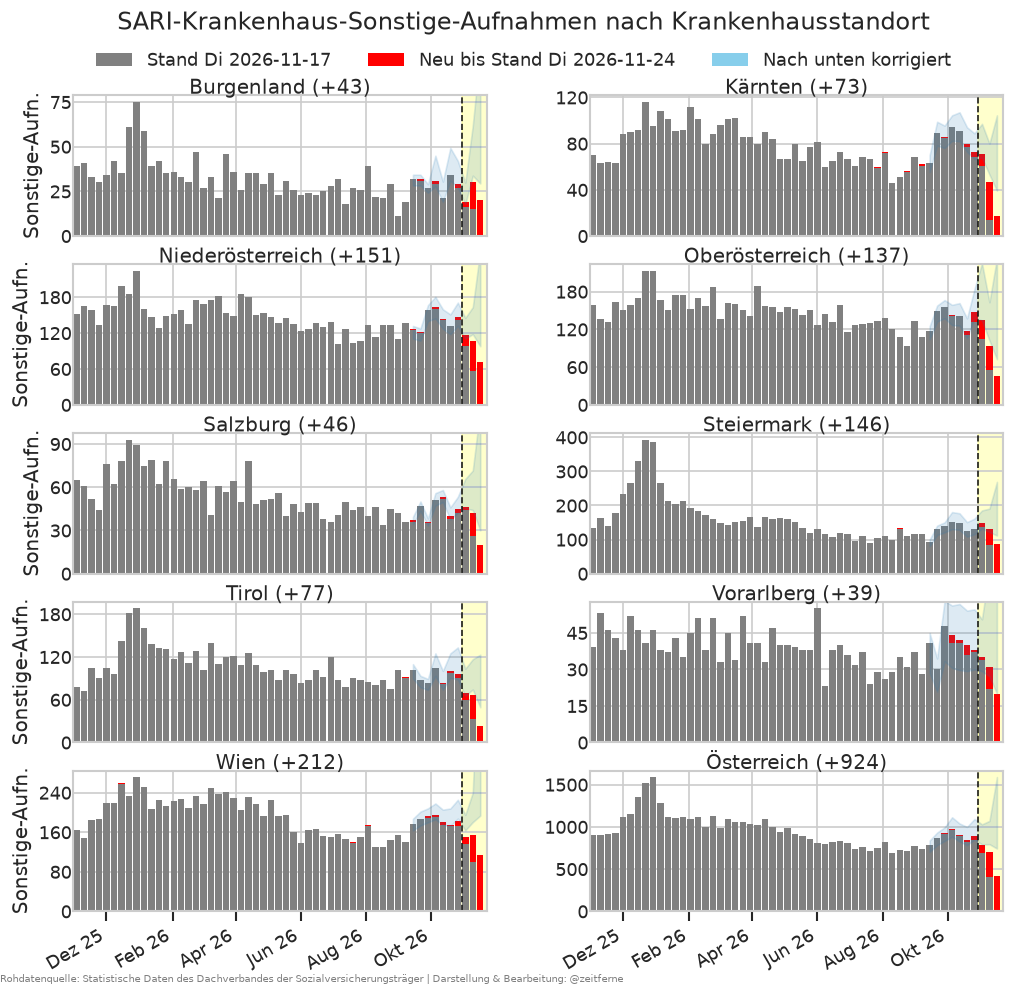 SARI-Krankenhaus-Sonstige-Aufnahmen nach Krankenhausstandort
Stand Di 2026-11-17 Neu bis Stand Di 2026-11-24 Nach unten korrigiert
Burgenland (+43) Kärnten (+73)
Sonstige-Aufn.
75
50
25
0
120
80
40
0
Niederösterreich (+151) Oberösterreich (+137)
Sonstige-Aufn.
180
120
60
0
180
120
60
0
Salzburg (+46) Steiermark (+146)
Sonstige-Aufn.
90
60
30
0
400
300
200
100
0
Tirol (+77) Vorarlberg (+39)
Sonstige-Aufn.
180
120
60
0
45
30
15
0
Wien (+212) Österreich (+924)
Sonstige-Aufn.
240
160
80
0
1500
1000
500
0
Dez 25 Feb 26 Apr 26 Jun 26 Aug 26 Okt 26 Dez 25 Feb 26 Apr 26 Jun 26 Aug 26 Okt 26
Rohdatenquelle: Statistische Daten des Dachverbandes der Sozialversicherungsträger | Darstellung & Bearbeitung: @zeitferne